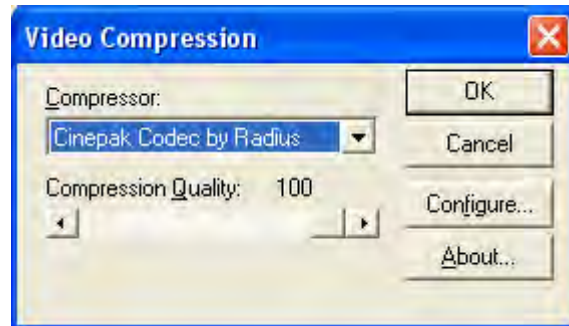 Video Compression
Compressor:
Cinepak Codec by Radius
Compression Quality: 100
OK
Cancel
Configure...
About...